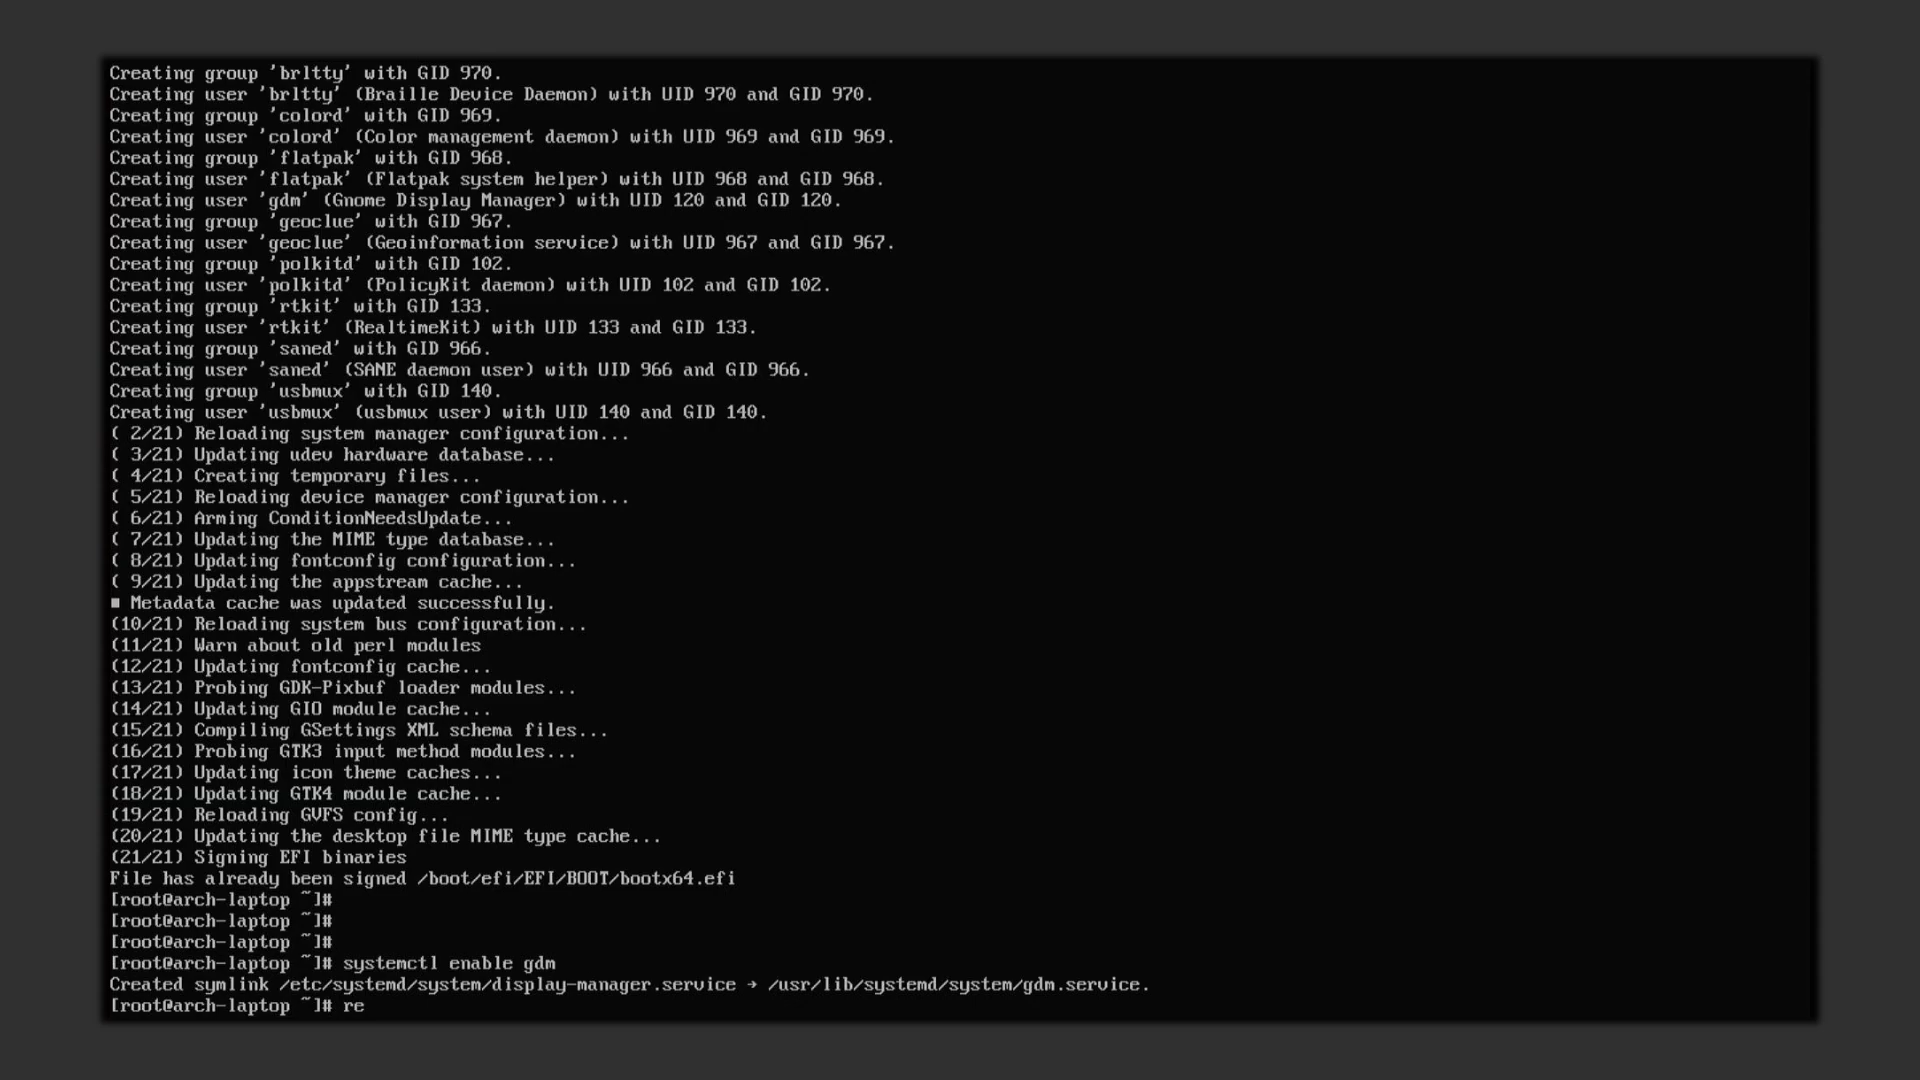 Creating group 'brltty' with GID 970.
Creating user 'brltty' (Braille Device Daemon) with UID 970 and GID 970.
Creating group 'colord' with GID 969.
Creating user 'colord' (Color management daemon) with UID 969 and GID 969.
Creating group 'flatpak' with GID 968.
Creating user 'flatpak' (Flatpak system helper) with UID 968 and GID 968.
Creating user 'gdm' (Gnome Display Manager) with UID 120 and GID 120.
Creating group 'geoclue' with GID 967.
Creating user 'geoclue' (Geoinformation service) with UID 967 and GID 967.
Creating group 'polkitd' with GID 102.
Creating user 'polkitd' (PolicyKit daemon) with UID 102 and GID 102.
Creating group 'rtkit' with GID 133.
Creating user 'rtkit' (RealtimeKit) with UID 133 and GID 133.
Creating group 'saned' with GID 966.
Creating user 'saned' (SANE daemon user) with UID 966 and GID 966.
Creating group 'usbmux' with GID 140.
Creating user 'usbmux' (usbmux user) with UID 140 and GID 140.
( 2/21) Reloading system manager configuration...
( 3/21) Updating udev hardware database...
( 4/21) Creating temporary files...
( 5/21) Reloading device manager configuration...
( 6/21) Arming ConditionNeedsUpdate...
( 7/21) Updating the MIME type database...
( 8/21) Updating fontconfig configuration...
( 9/21) Updating the appstream cache...
■ Metadata cache was updated successfully.
(10/21) Reloading system bus configuration...
(11/21) Warn about old perl modules
(12/21) Updating fontconfig cache...
(13/21) Probing GDK-Pixbuf loader modules...
(14/21) Updating GIO module cache...
(15/21) Compiling GSettings XML schema files...
(16/21) Probing GTK3 input method modules...
(17/21) Updating icon theme caches...
(18/21) Updating GTK4 module cache...
(19/21) Reloading GVFS config...
(20/21) Updating the desktop file MIME type cache...
(21/21) Signing EFI binaries
File has already been signed /boot/efi/EFI/BOOT/bootx64.efi
[root@arch-laptop ~]#
[root@arch-laptop ~]#
[root@arch-laptop ~]#
[root@arch-laptop ~]# systemctl enable gdm
Created symlink /etc/systemd/system/display-manager.service → /usr/lib/systemd/system/gdm.service.
[root@arch-laptop ~]# re